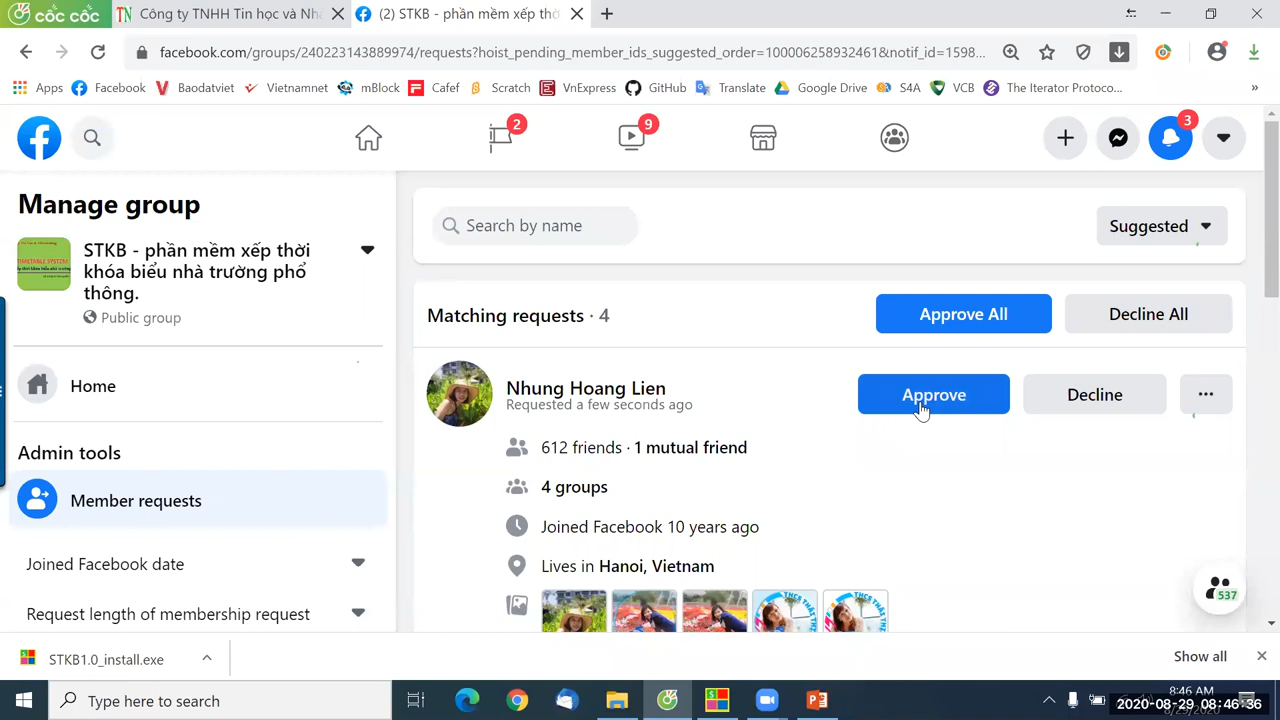 cốc cốc
Công ty TNHH Tin học và Nhà
(2) STKB - phần mềm xếp thời
facebook.com/groups/240223143889974/requests?hoist_pending_member_ids_suggested_order=100006258932461&notif_id=1598...
Apps Facebook Baodatviet Vietnamnet mBlock Cafef Scratch VnExpress GitHub Translate Google Drive S4A VCB The Iterator Protoco... »
2
9
3
Manage group
STKB - phần mềm xếp thời
khóa biểu nhà trường phổ
thông.
Public group
Home
Admin tools
Member requests
Joined Facebook date
Request length of membership request
Search by name
Suggested
Matching requests · 4
Approve All
Decline All
Nhung Hoang Lien
Requested a few seconds ago
Approve
Decline
612 friends · 1 mutual friend
4 groups
Joined Facebook 10 years ago
Lives in Hanoi, Vietnam
537
STKB1.0_install.exe
Show all
Type here to search
8:46 AM
2020-08-29 08:46:36